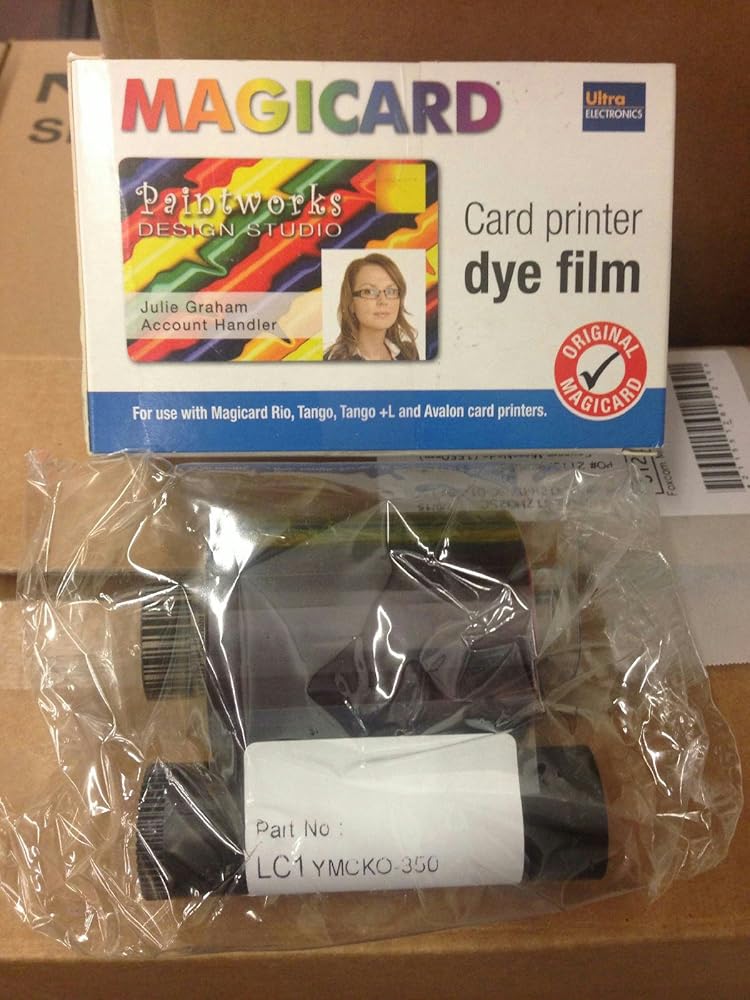 MAGICARD
Ultra
ELECTRONICS
Paintworks
DESIGN STUDIO
Julie Graham
Account Handler
Card printer
dye film
ORIGINAL
MAGICARD
For use with Magicard Rio, Tango, Tango +L and Avalon card printers.
Part No :
LC1 YMCKO-350